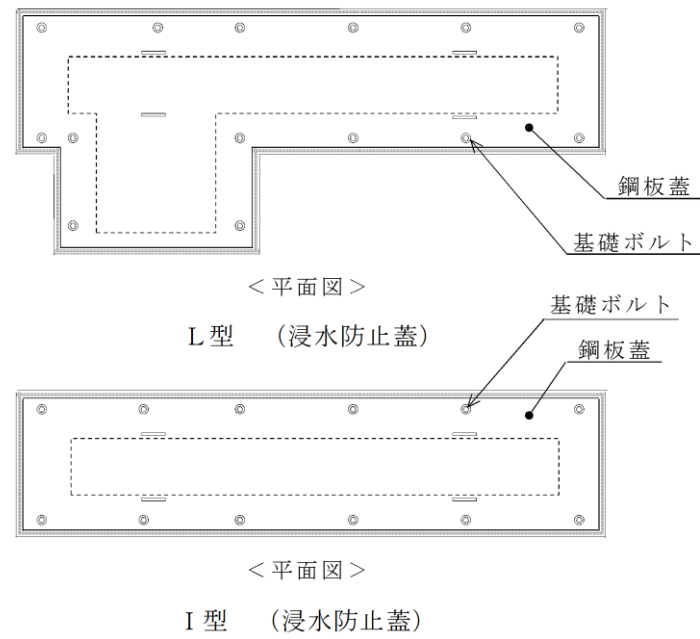 鋼板蓋
基礎ボルト
＜平面図＞
Ｌ型　（浸水防止蓋）
基礎ボルト
鋼板蓋
＜平面図＞
Ｉ型　（浸水防止蓋）